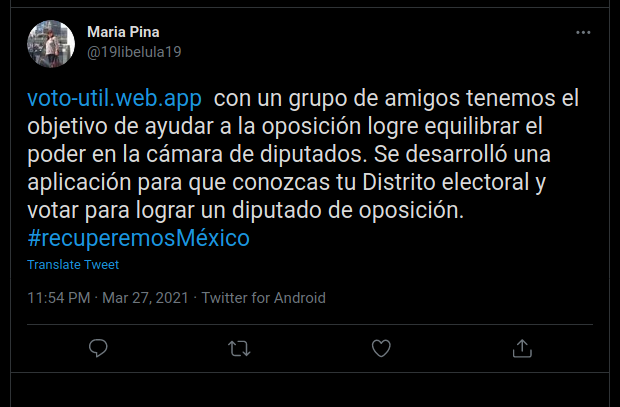 Maria Pina
@19libelula19
voto-util.web.app con un grupo de amigos tenemos el
objetivo de ayudar a la oposición logre equilibrar el
poder en la cámara de diputados. Se desarrolló una
aplicación para que conozcas tu Distrito electoral y
votar para lograr un diputado de oposición.
#recuperemosMéxico
Translate Tweet
11:54 PM · Mar 27, 2021 · Twitter for Android